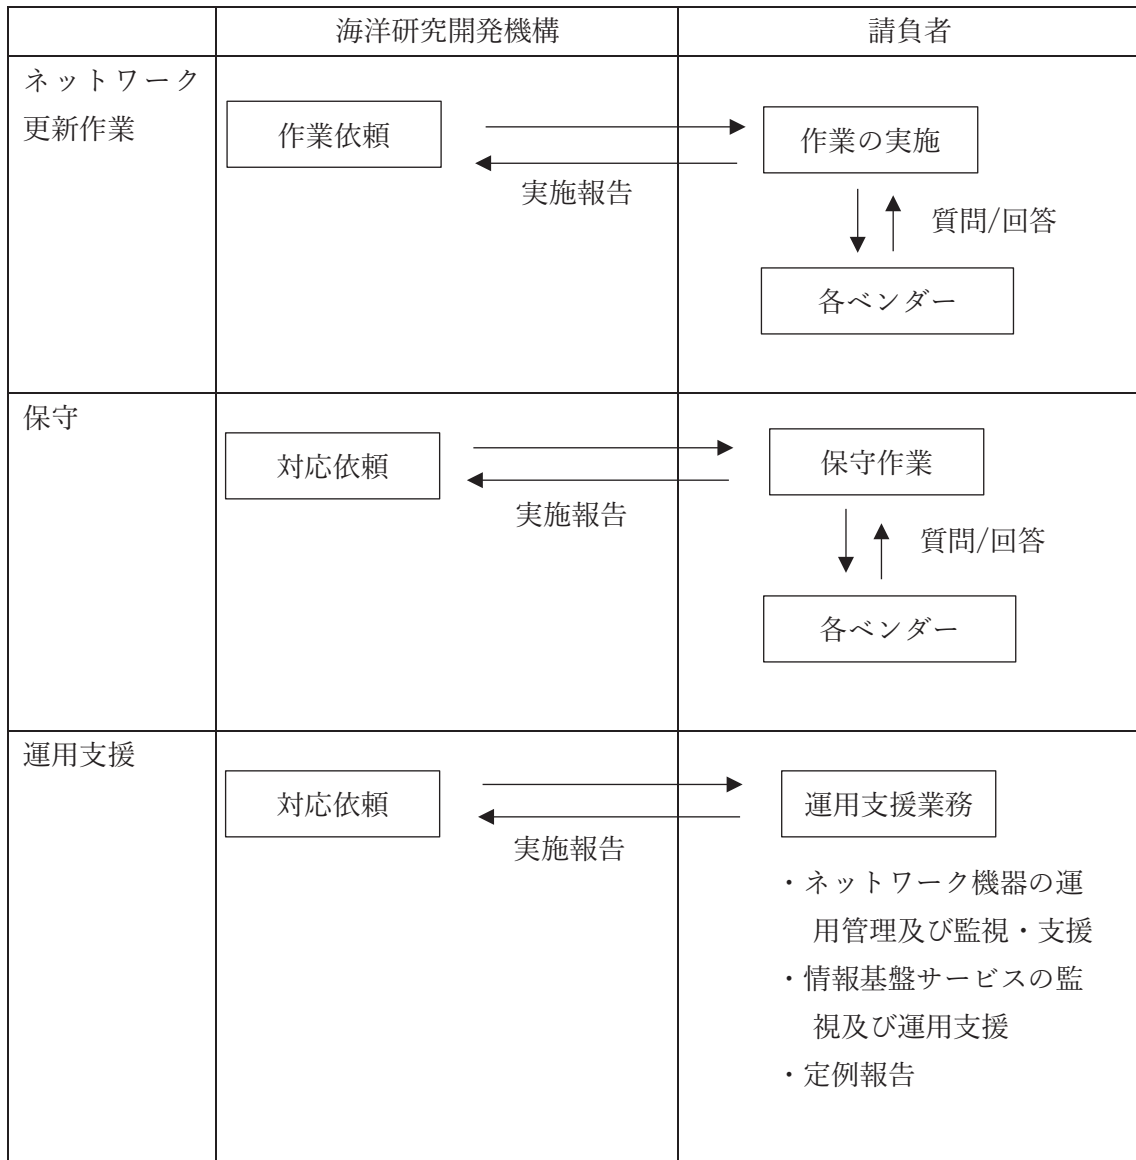 海洋研究開発機構
請負者
ネットワーク
更新作業
作業依頼
作業の実施
実施報告
質問/回答
各ベンダー
保守
対応依頼
保守作業
実施報告
質問/回答
各ベンダー
運用支援
対応依頼
運用支援業務
実施報告
・ネットワーク機器の運
用管理及び監視・支援
・情報基盤サービスの監
視及び運用支援
・定例報告